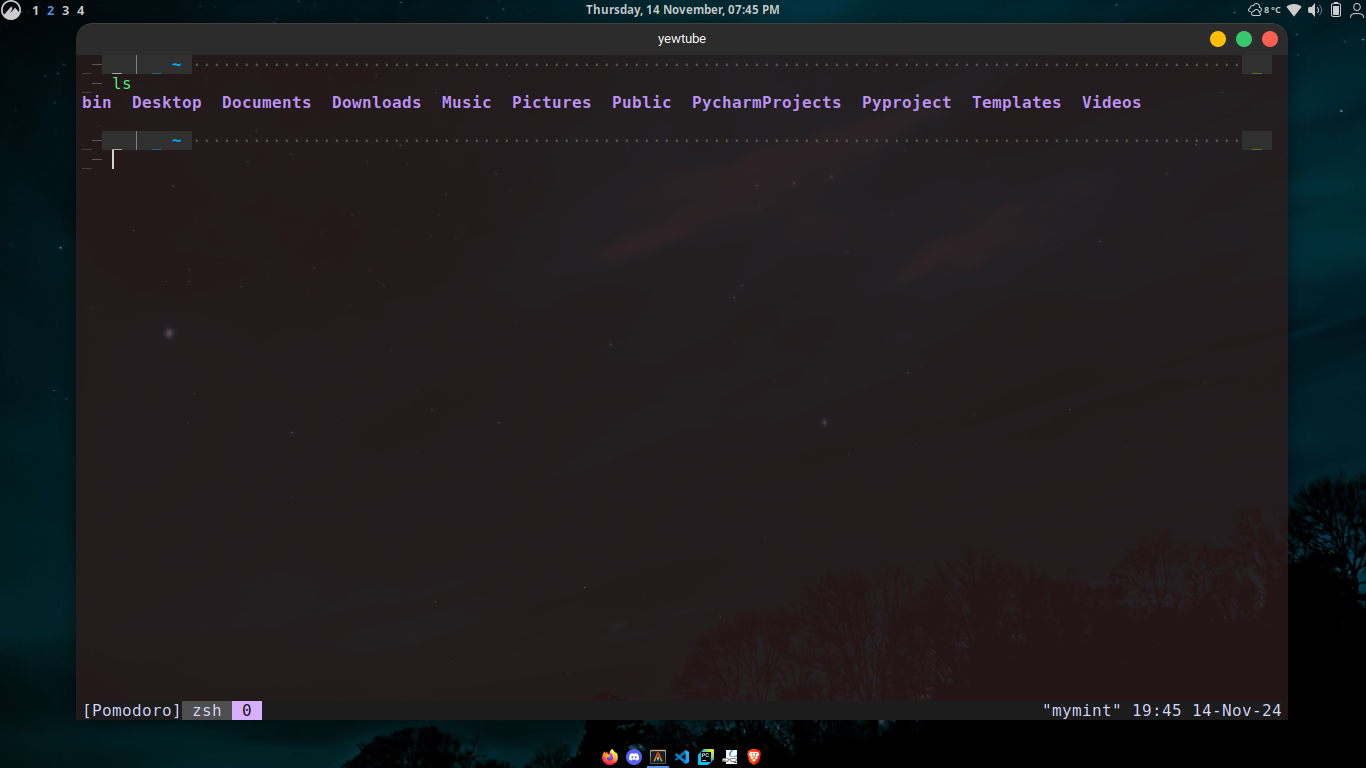 1 2 3 4 Thursday, 14 November, 07:45 PM 8 °C
yewtube
~
ls
bin Desktop Documents Downloads Music Pictures Public PycharmProjects Pyproject Templates Videos
~
[Pomodoro] zsh 0 "mymint" 19:45 14-Nov-24
PC